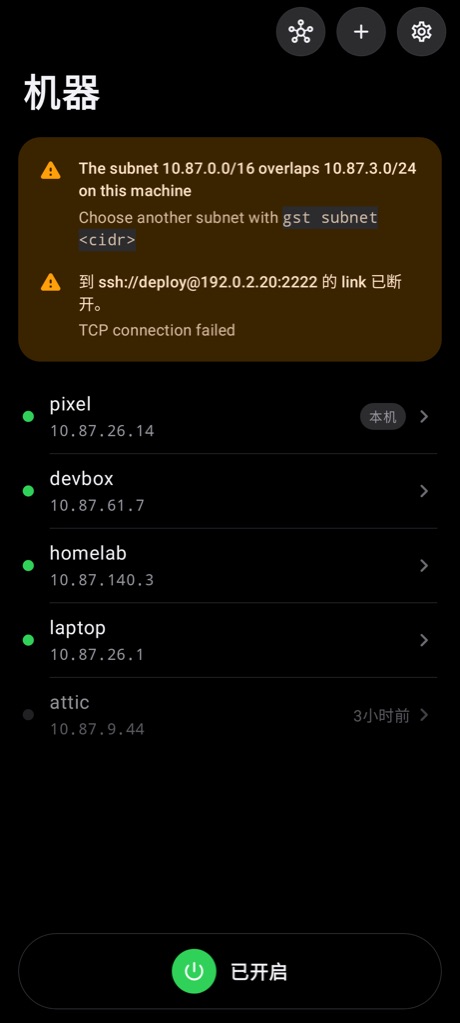 机器
The subnet 10.87.0.0/16 overlaps 10.87.3.0/24
on this machine
Choose another subnet with gst subnet
<cidr>
到 ssh://deploy@192.0.2.20:2222 的 link 已断
开。
TCP connection failed
pixel
10.87.26.14
本机
devbox
10.87.61.7
homelab
10.87.140.3
laptop
10.87.26.1
attic
10.87.9.44
3小时前
已开启